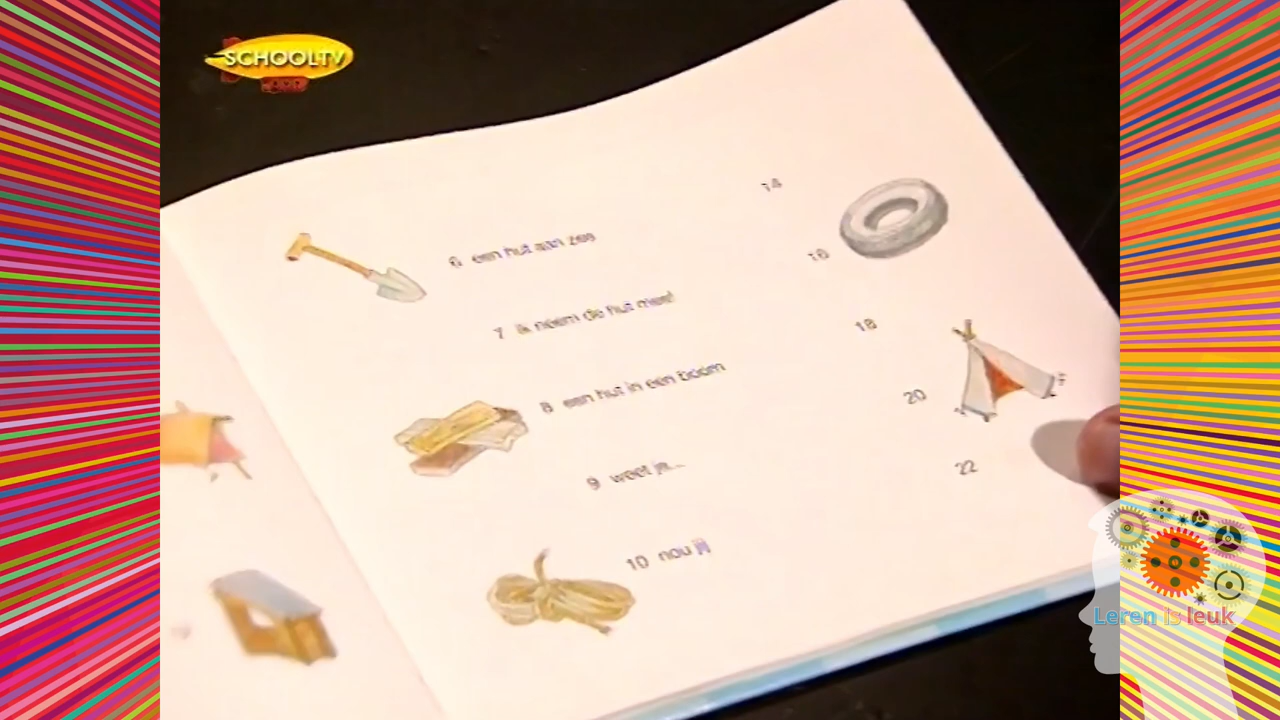 SCHOOLTV
6 een hut aan zee 14
7 ik neem de hut mee! 16
8 een hut in een boom 18
9 weet je... 20
10 nou jij 22
Leren is leuk